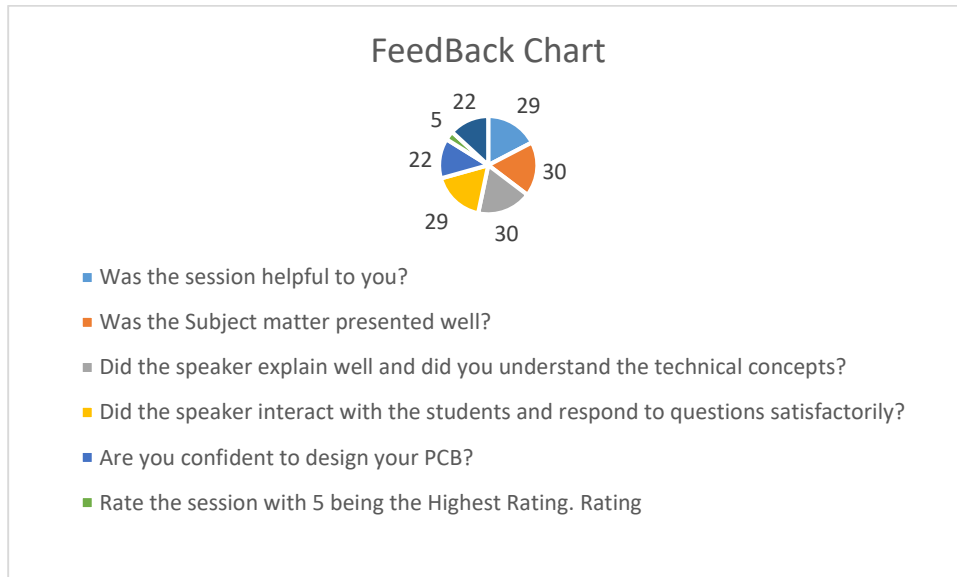 FeedBack Chart
22
29
5
30
22
29
30
Was the session helpful to you?
Was the Subject matter presented well?
Did the speaker explain well and did you understand the technical concepts?
Did the speaker interact with the students and respond to questions satisfactorily?
Are you confident to design your PCB?
Rate the session with 5 being the Highest Rating. Rating